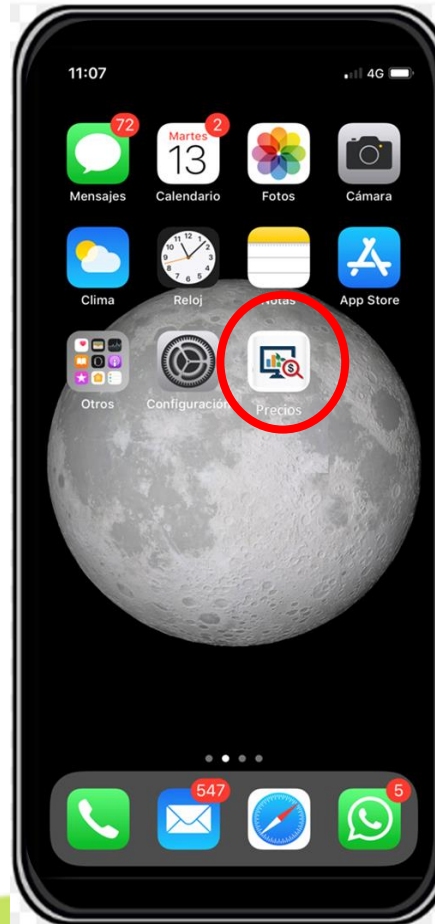 11:07 4G
72 2
Martes
13
Mensajes Calendario Fotos Cámara
Clima Reloj Notas App Store
Otros Configuración Precios
547 5